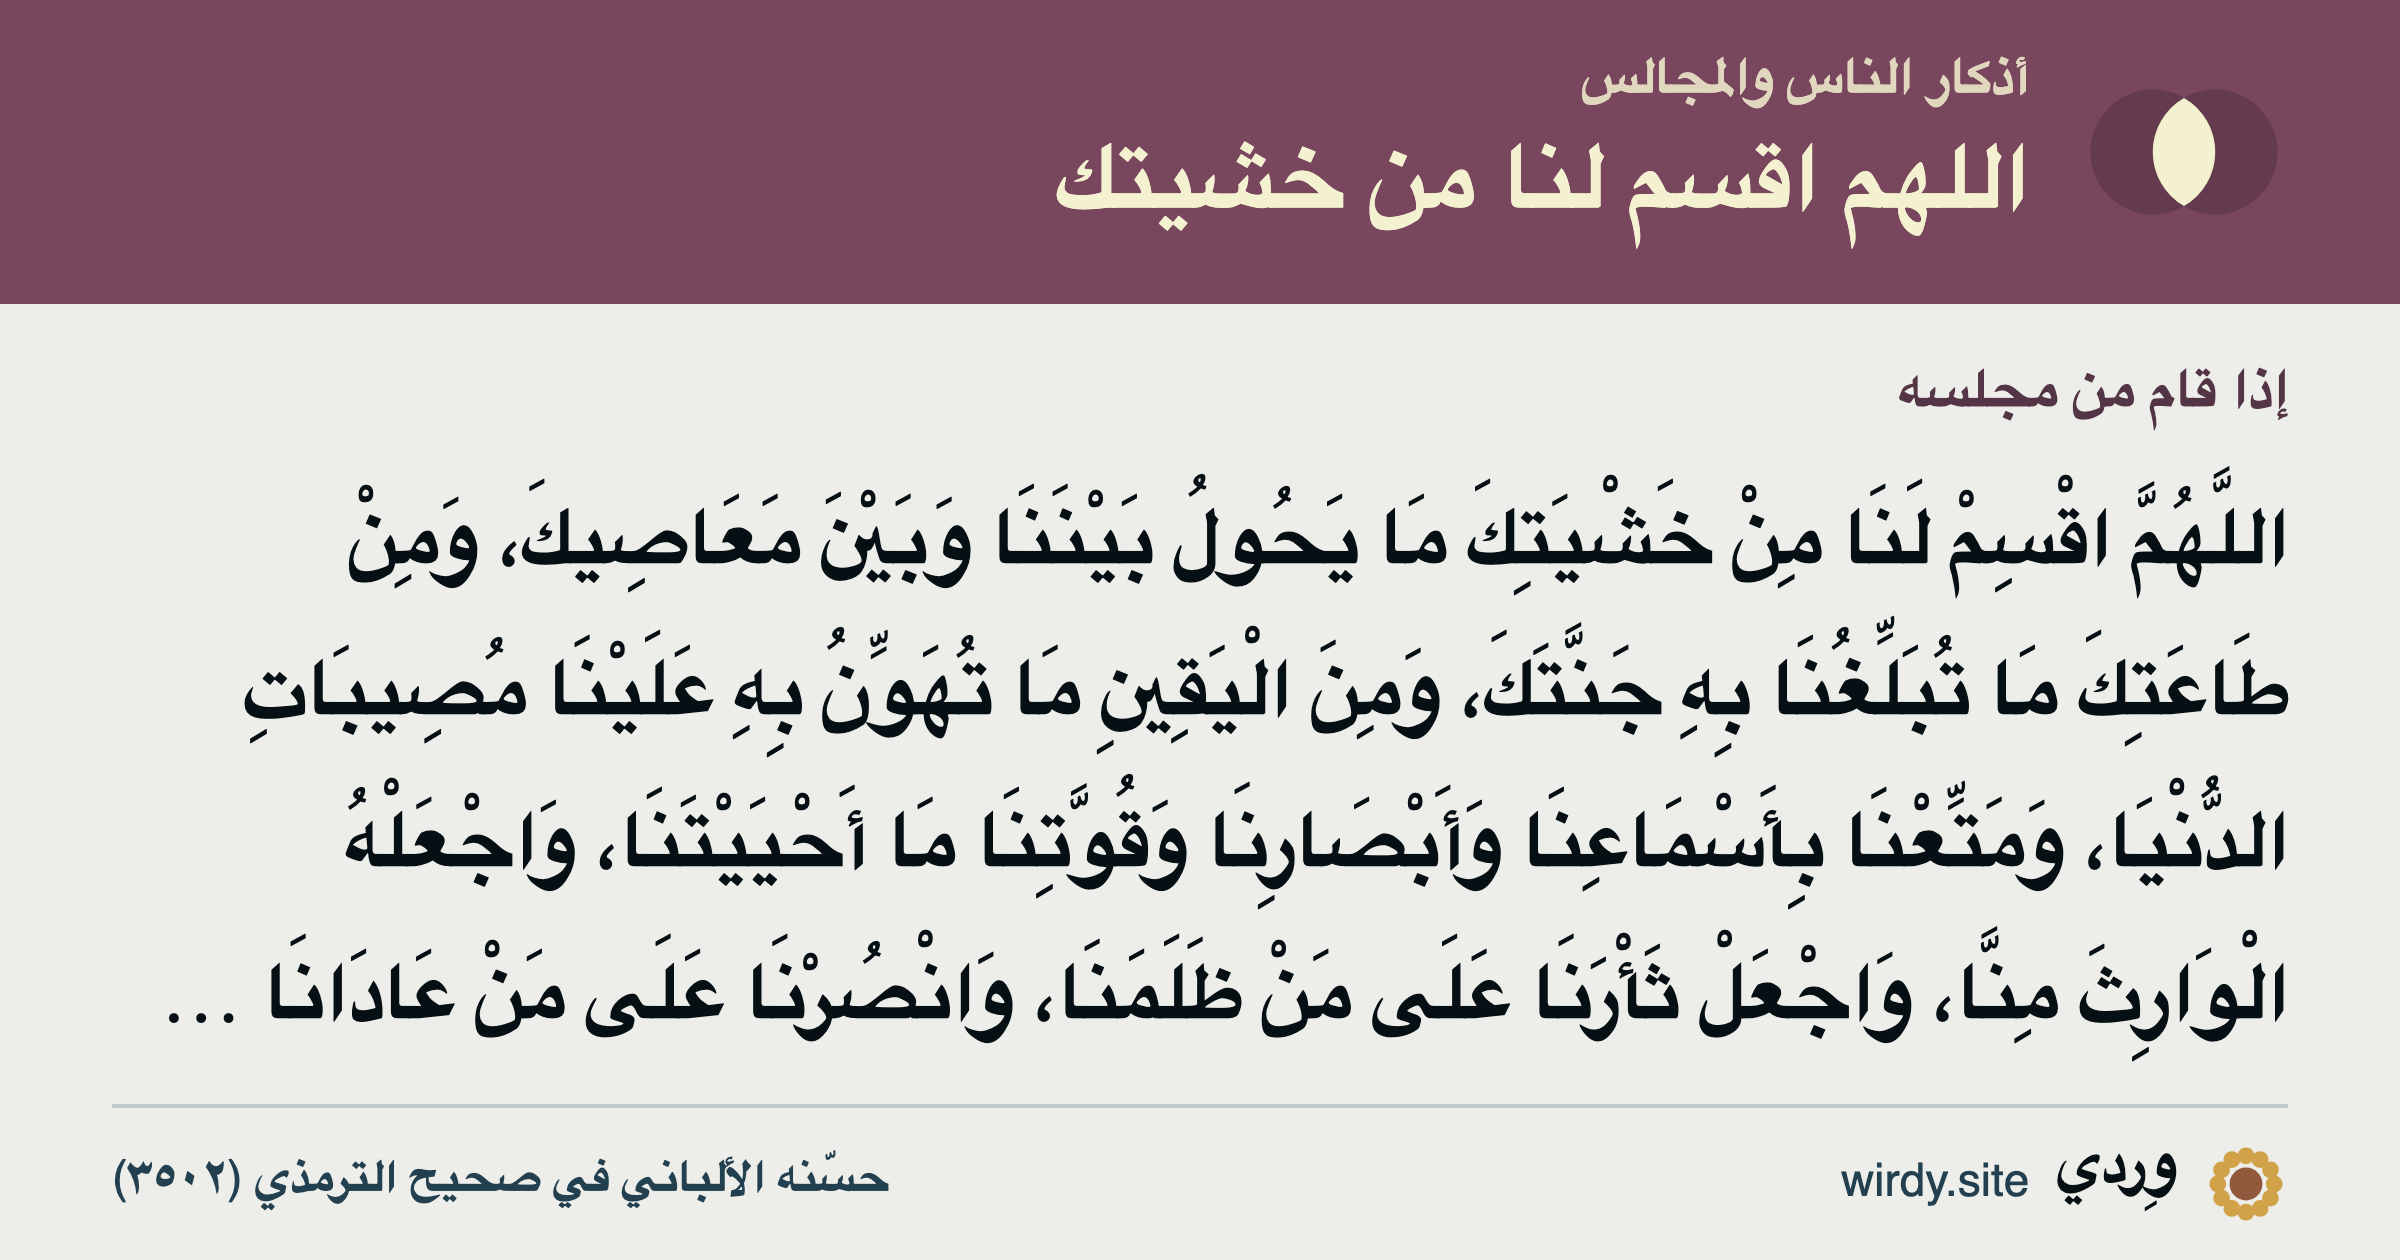 أذكار الناس والمجالس
اللهم اقسم لنا من خشيتك
إذا قام من مجلسه
اللَّهُمَّ اقْسِمْ لَنَا مِنْ خَشْيَتِكَ مَا يَحُولُ بَيْنَنَا وَبَيْنَ مَعَاصِيكَ، وَمِنْ
طَاعَتِكَ مَا تُبَلِّغُنَا بِهِ جَنَّتَكَ، وَمِنَ الْيَقِينِ مَا تُهَوِّنُ بِهِ عَلَيْنَا مُصِيبَاتِ
الدُّنْيَا، وَمَتِّعْنَا بِأَسْمَاعِنَا وَأَبْصَارِنَا وَقُوَّتِنَا مَا أَحْيَيْتَنَا، وَاجْعَلْهُ
الْوَارِثَ مِنَّا، وَاجْعَلْ ثَأْرَنَا عَلَى مَنْ ظَلَمَنَا، وَانْصُرْنَا عَلَى مَنْ عَادَانَا ...
وِردي wirdy.site
حسّنه الألباني في صحيح الترمذي (٣٥٠٢)